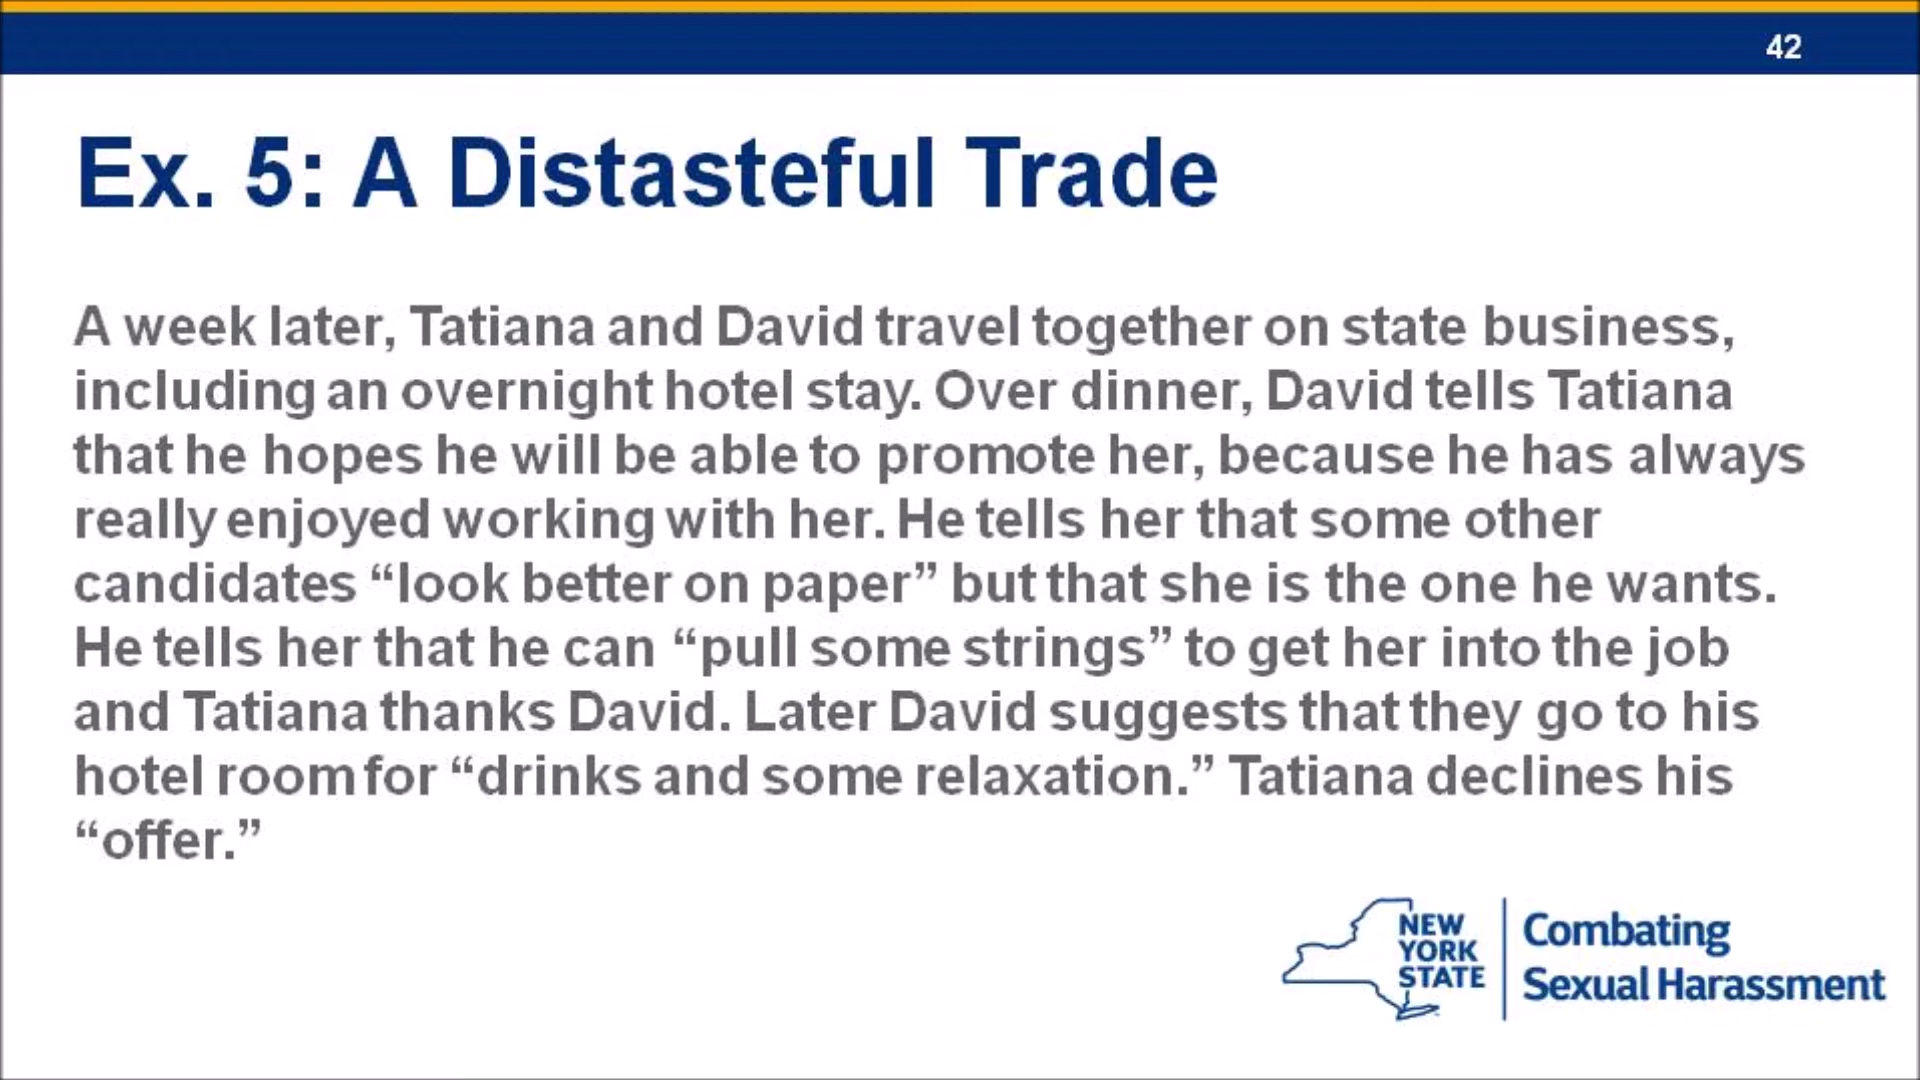 42
Ex. 5: A Distasteful Trade
A week later, Tatiana and David travel together on state business,
including an overnight hotel stay. Over dinner, David tells Tatiana
that he hopes he will be able to promote her, because he has always
really enjoyed working with her. He tells her that some other
candidates “look better on paper” but that she is the one he wants.
He tells her that he can “pull some strings” to get her into the job
and Tatiana thanks David. Later David suggests that they go to his
hotel room for “drinks and some relaxation.” Tatiana declines his
“offer.”
NEW
YORK
STATE
Combating
Sexual Harassment